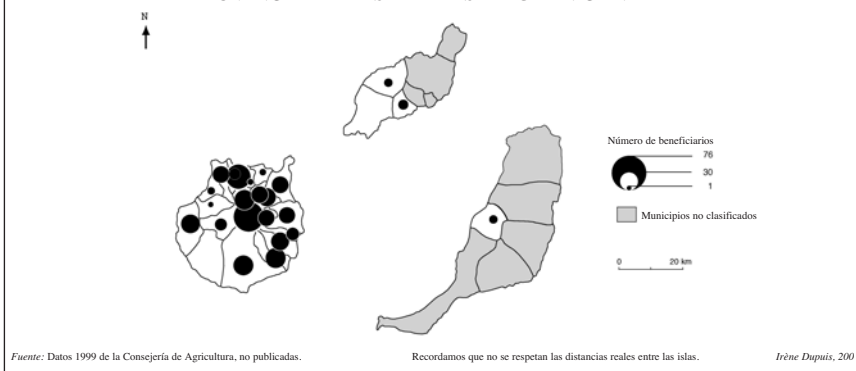 N
Número de beneficiarios
76
30
1
Municipios no clasificados
0 20 km
Fuente: Datos 1999 de la Consejería de Agricultura, no publicadas.
Recordamos que no se respetan las distancias reales entre las islas.
Irène Dupuis, 200